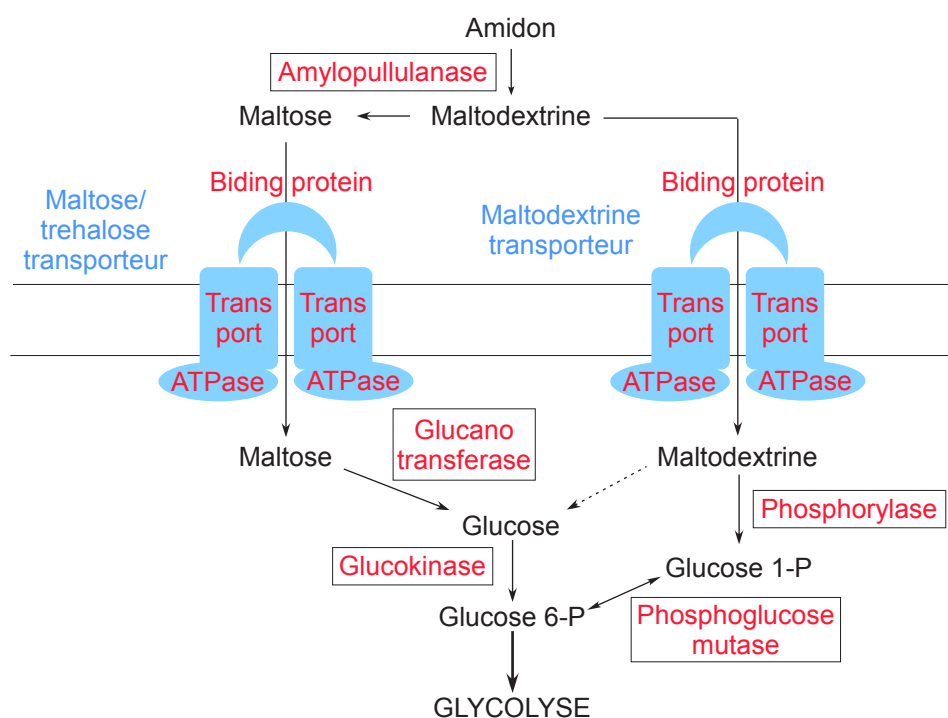 Amidon
Amylopullulanase
Maltose
Maltodextrine
Biding protein
Biding protein
Maltose/
trehalose
transporteur
Maltodextrine
transporteur
Trans
port
Trans
port
Trans
port
Trans
port
ATPase
ATPase
ATPase
ATPase
Glucano
transferase
Maltose
Maltodextrine
Phosphorylase
Glucose
Glucokinase
Glucose 1-P
Glucose 6-P
Phosphoglucose
mutase
GLYCOLYSE